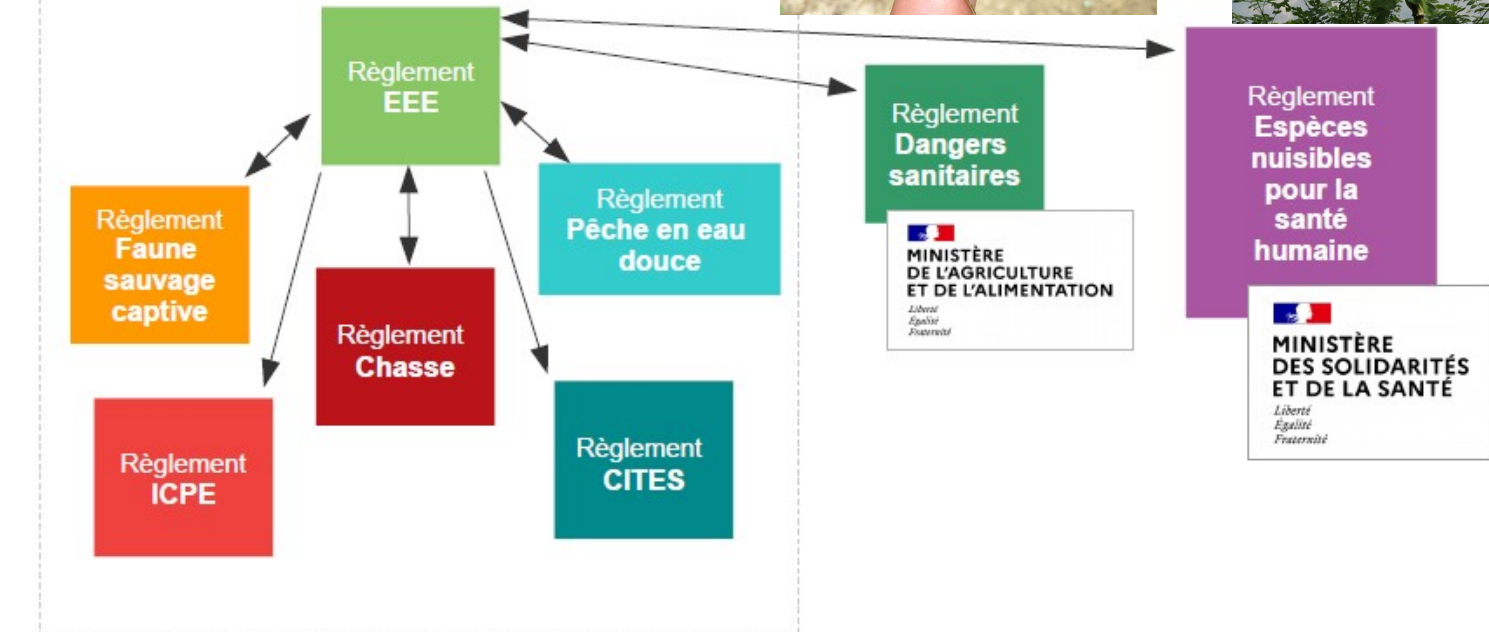 Règlement
EEE
Règlement
Faune
sauvage
captive
Règlement
Chasse
Règlement
Pêche en eau
douce
Règlement
ICPE
Règlement
CITES
Règlement
Dangers
sanitaires
MINISTÈRE
DE L'AGRICULTURE
ET DE L'ALIMENTATION
Liberté
Égalité
Fraternité
Règlement
Espèces
nuisibles
pour la
santé
humaine
MINISTÈRE
DES SOLIDARITÉS
ET DE LA SANTÉ
Liberté
Égalité
Fraternité